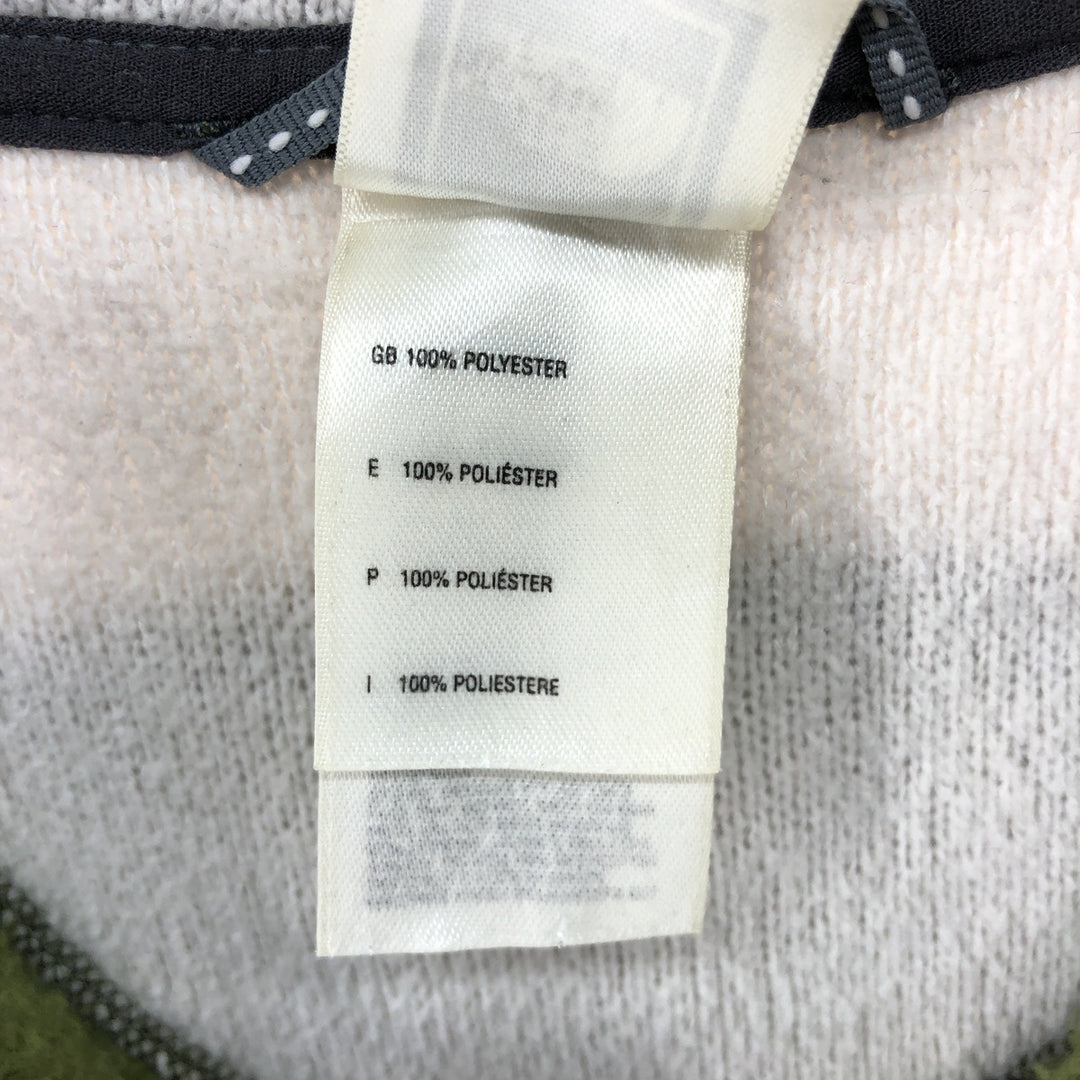 GB 100% POLYESTER
E 100% POLIÉSTER
P 100% POLIÉSTER
I 100% POLIESTERE